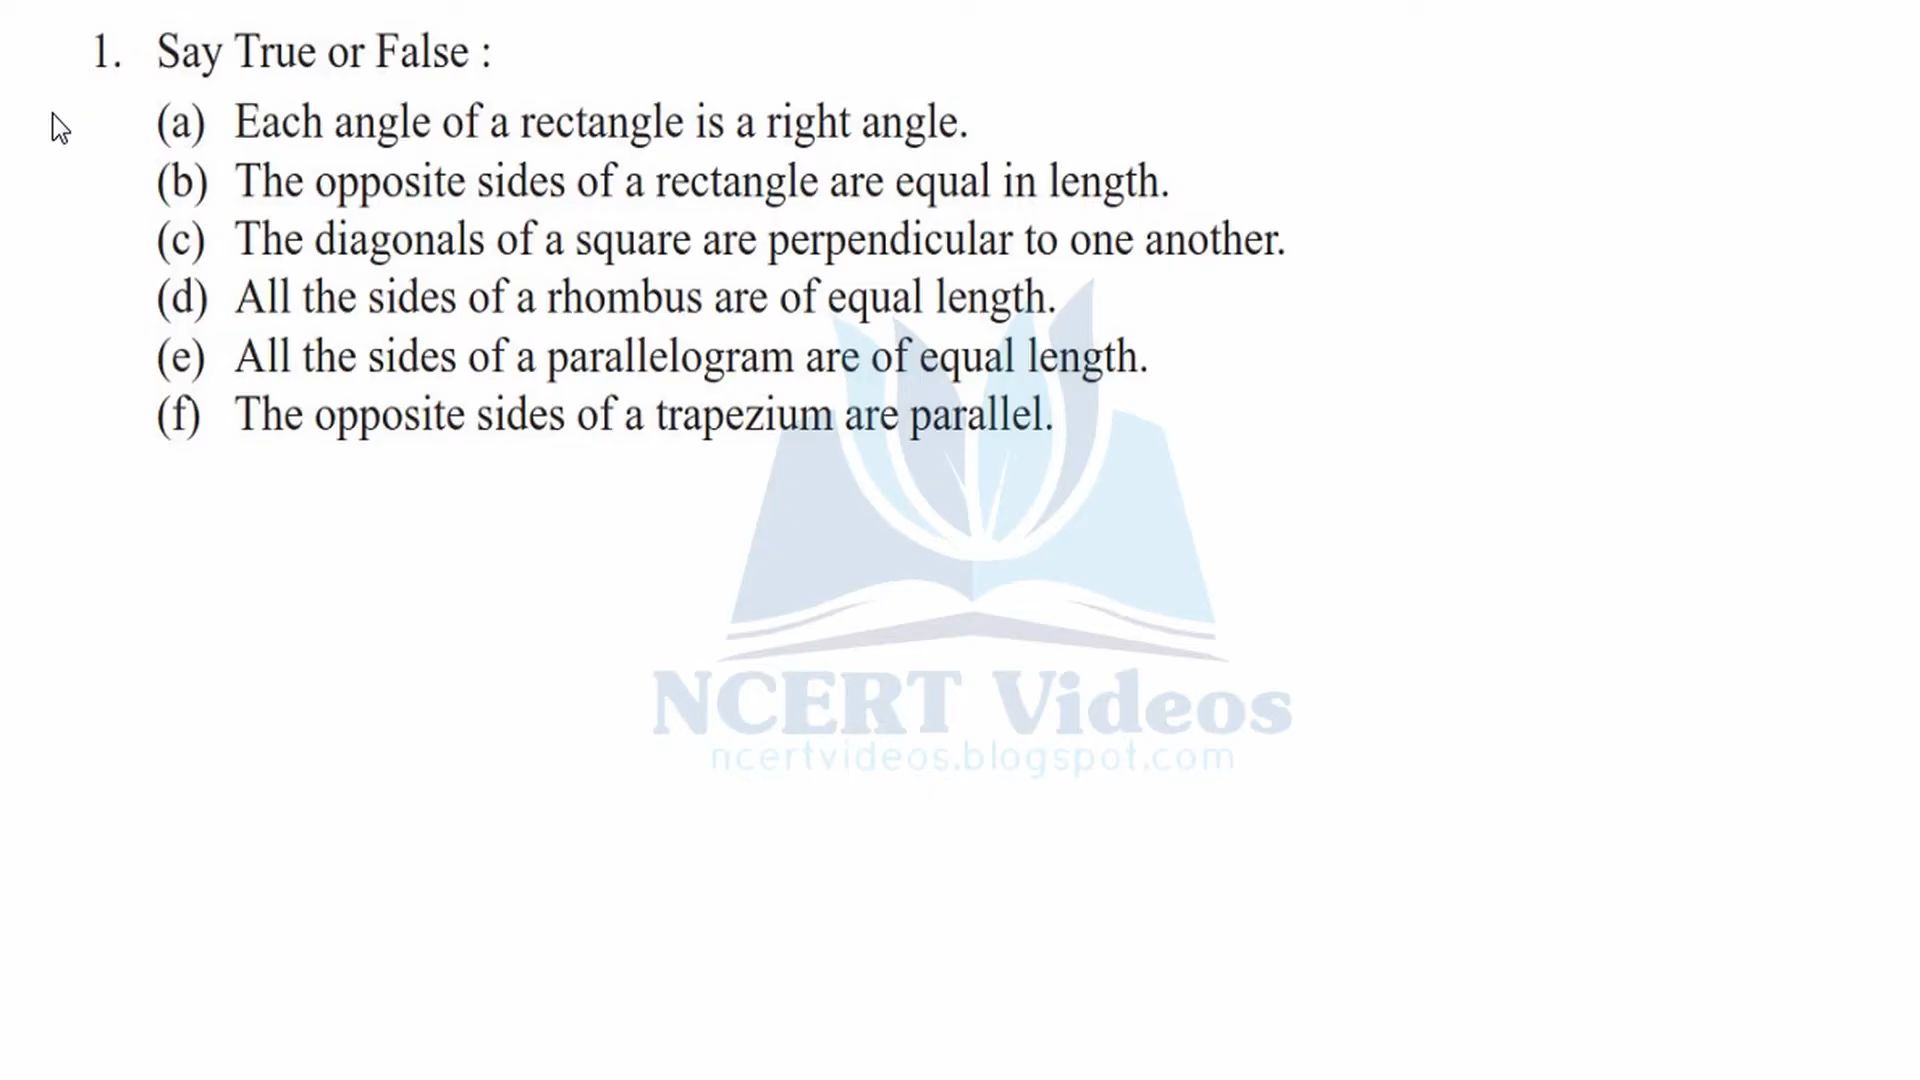 1. Say True or False :
(a) Each angle of a rectangle is a right angle.
(b) The opposite sides of a rectangle are equal in length.
(c) The diagonals of a square are perpendicular to one another.
(d) All the sides of a rhombus are of equal length.
(e) All the sides of a parallelogram are of equal length.
(f) The opposite sides of a trapezium are parallel.
NCERT Videos
ncertvideos.blogspot.com